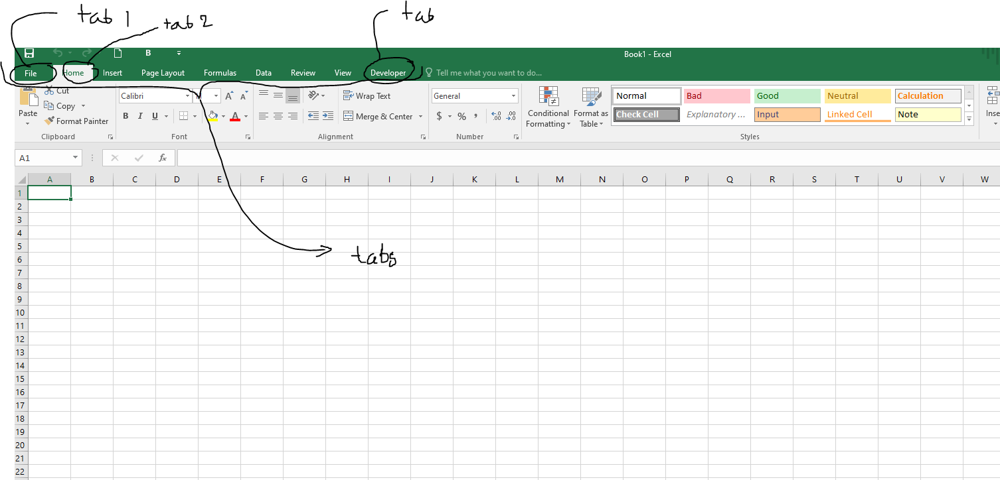 tab 1
tab 2
tab
B
Book1 - Excel
File Home Insert Page Layout Formulas Data Review View Developer Tell me what you want to do...
Cut
Copy
Format Painter
Paste
Clipboard
Calibri
A A
B I U A
Font
Wrap Text
Merge & Center
Alignment
General
$ % ,
Number
Conditional
Formatting
Format as
Table
Normal Bad Good Neutral Calculation
Check Cell Explanatory ... Input Linked Cell Note
Styles
Inse
A1 fx
A B C D E F G H I J K L M N O P Q R S T U V W
1
2
3
4
5
6
7
8
9
10
11
12
13
14
15
16
17
18
19
20
21
22
tabs